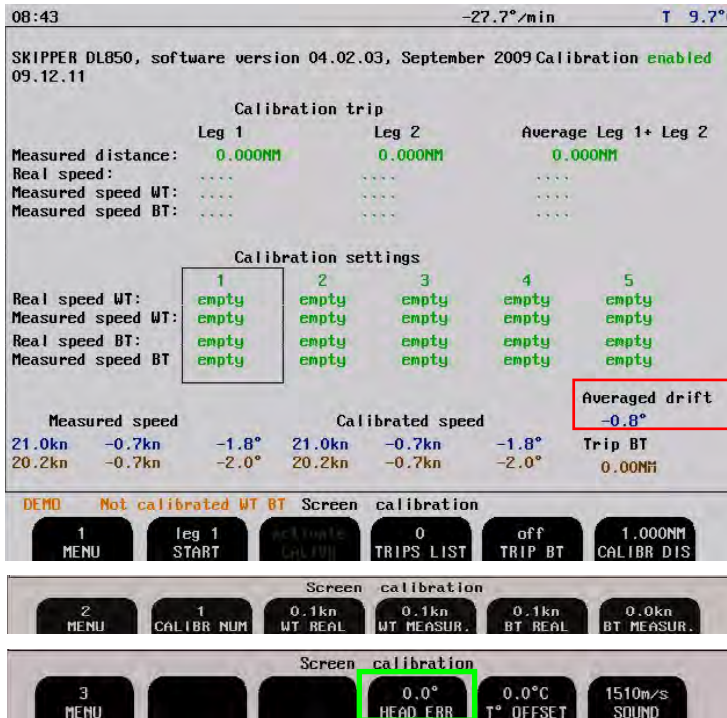 08:43 -27.7°/min T 9.7°
SKIPPER DL850, software version 04.02.03, September 2009 Calibration enabled
09.12.11
Calibration trip
Leg 1 Leg 2 Average Leg 1+ Leg 2
Measured distance: 0.000NM 0.000NM 0.000NM
Real speed: .... .... ....
Measured speed WT: .... .... ....
Measured speed BT: .... .... ....
Calibration settings
1 2 3 4 5
Real speed WT: empty empty empty empty empty
Measured speed WT: empty empty empty empty empty
Real speed BT: empty empty empty empty empty
Measured speed BT empty empty empty empty empty
Averaged drift
Measured speed Calibrated speed -0.8°
21.0kn -0.7kn -1.8° 21.0kn -0.7kn -1.8° Trip BT
20.2kn -0.7kn -2.0° 20.2kn -0.7kn -2.0° 0.00NM
DEMO Not calibrated WT BT Screen calibration
1 leg 1 activate 0 off 1.000NM
MENU START TRIPS LIST TRIP BT CALIBR DIS
Screen calibration
2 1 0.1kn 0.1kn 0.1kn 0.0kn
MENU CALIBR NUM WT REAL WT MEASUR. BT REAL BT MEASUR.
Screen calibration
3 0.0° 0.0°C 1510m/s
MENU HEAD ERR T° OFFSET SOUND